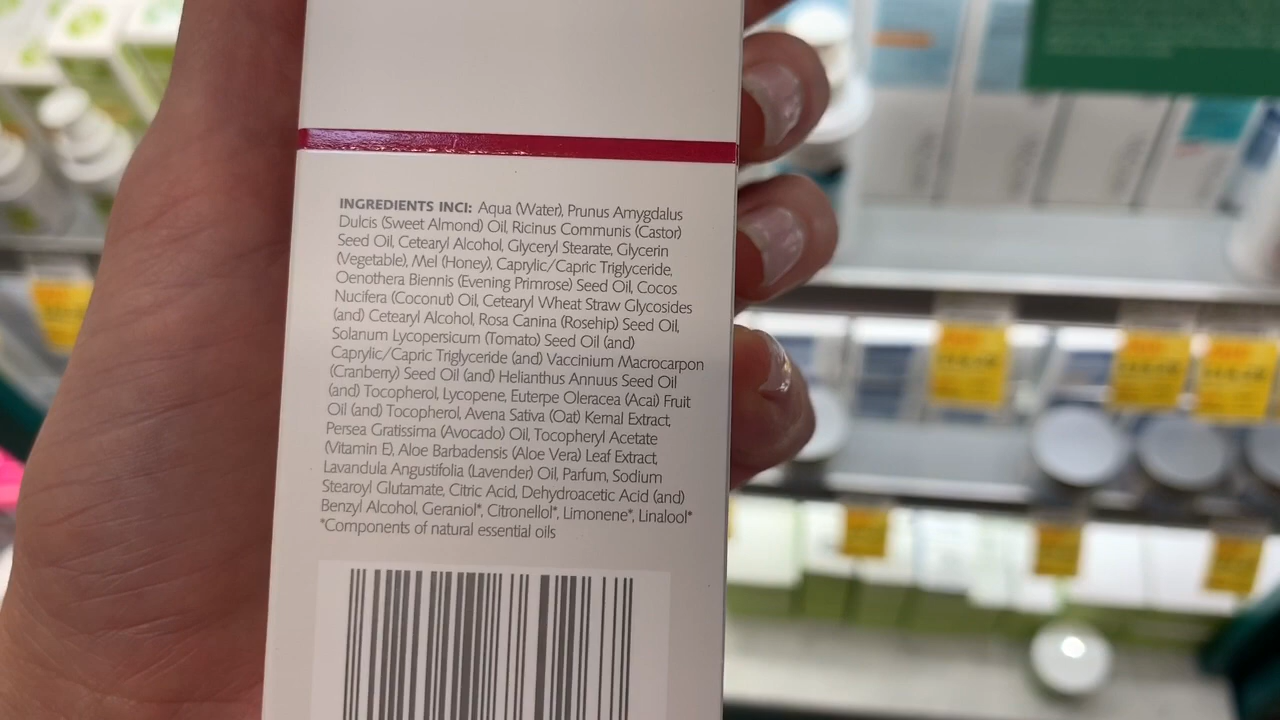 INGREDIENTS INCI: Aqua (Water), Prunus Amygdalus
Dulcis (Sweet Almond) Oil, Ricinus Communis (Castor)
Seed Oil, Cetearyl Alcohol, Glyceryl Stearate, Glycerin
(Vegetable), Mel (Honey), Caprylic/Capric Triglyceride,
Oenothera Biennis (Evening Primrose) Seed Oil, Cocos
Nucifera (Coconut) Oil, Cetearyl Wheat Straw Glycosides
(and) Cetearyl Alcohol, Rosa Canina (Rosehip) Seed Oil,
Solanum Lycopersicum (Tomato) Seed Oil (and)
Caprylic/Capric Triglyceride (and) Vaccinium Macrocarpon
(Cranberry) Seed Oil (and) Helianthus Annuus Seed Oil
(and) Tocopherol, Lycopene, Euterpe Oleracea (Acai) Fruit
Oil (and) Tocopherol, Avena Sativa (Oat) Kernal Extract,
Persea Gratissima (Avocado) Oil, Tocopheryl Acetate
(Vitamin E), Aloe Barbadensis (Aloe Vera) Leaf Extract,
Lavandula Angustifolia (Lavender) Oil, Parfum, Sodium
Stearoyl Glutamate, Citric Acid, Dehydroacetic Acid (and)
Benzyl Alcohol, Geraniol*, Citronellol*, Limonene*, Linalool*
*Components of natural essential oils